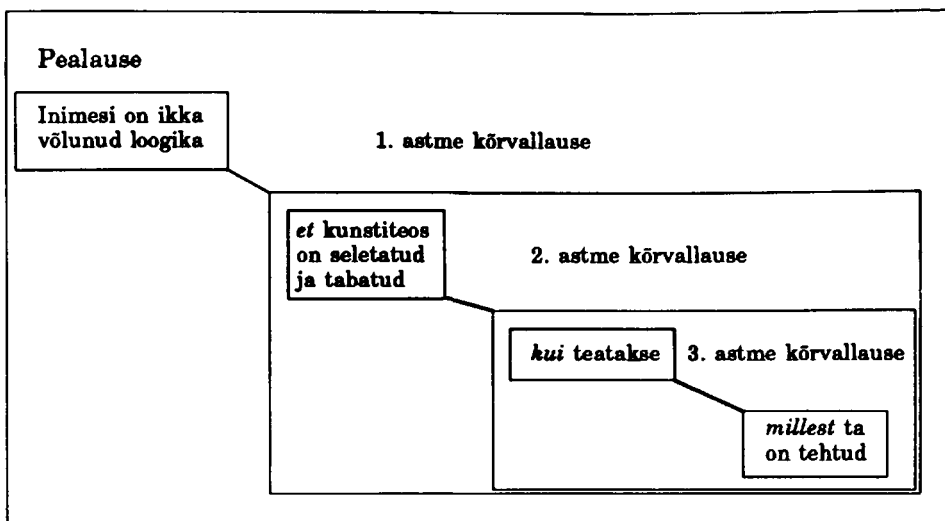 Pealause
Inimesi on ikka
võlunud loogika
1. astme kõrvallause
et kunstiteos
on seletatud
ja tabatud
2. astme kõrvallause
kui teatakse
3. astme kõrvallause
millest ta
on tehtud